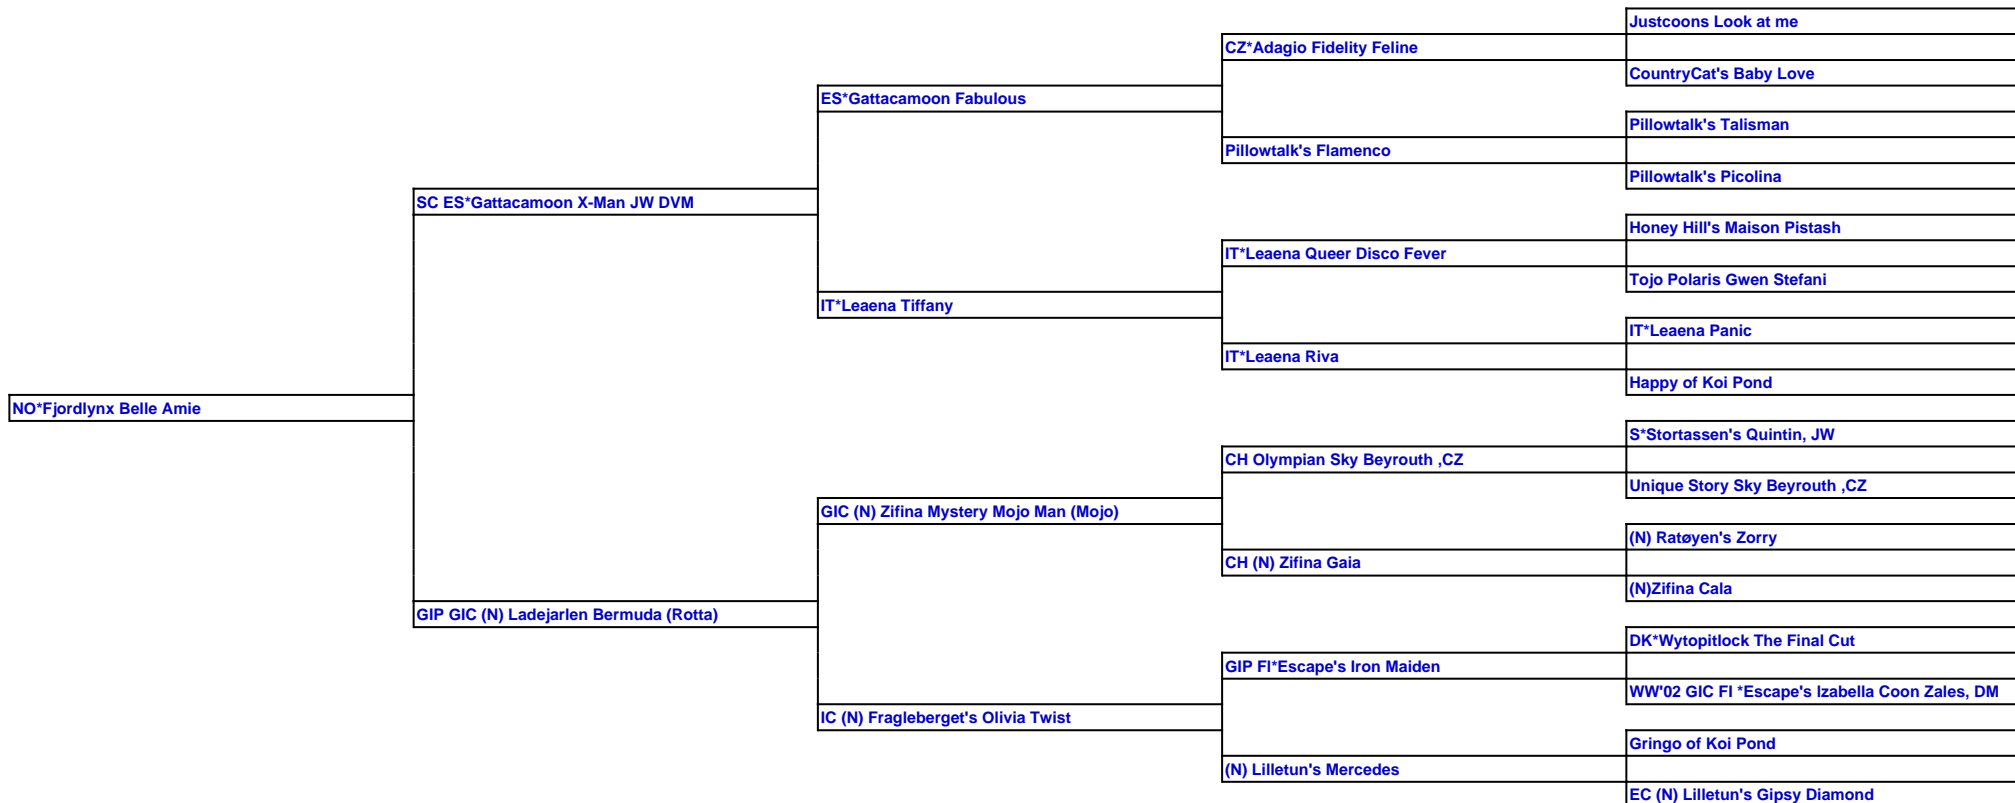 Justcoons Look at me
CZ*Adagio Fidelity Feline
CountryCat's Baby Love
ES*Gattacamoon Fabulous
Pillowtalk's Talisman
Pillowtalk's Flamenco
Pillowtalk's Picolina
SC ES*Gattacamoon X-Man JW DVM
Honey Hill's Maison Pistash
IT*Leaena Queer Disco Fever
Tojo Polaris Gwen Stefani
IT*Leaena Tiffany
IT*Leaena Panic
IT*Leaena Riva
Happy of Koi Pond
NO*Fjordlynx Belle Amie
S*Stortassen's Quintin, JW
CH Olympian Sky Beyrouth ,CZ
Unique Story Sky Beyrouth ,CZ
GIC (N) Zifina Mystery Mojo Man (Mojo)
(N) Ratøyen's Zorry
CH (N) Zifina Gaia
(N)Zifina Cala
GIP GIC (N) Ladejarlen Bermuda (Rotta)
DK*Wytopitlock The Final Cut
GIP FI*Escape's Iron Maiden
WW'02 GIC FI *Escape's Izabella Coon Zales, DM
IC (N) Fragleberget's Olivia Twist
Gringo of Koi Pond
(N) Lilletun's Mercedes
EC (N) Lilletun's Gipsy Diamond